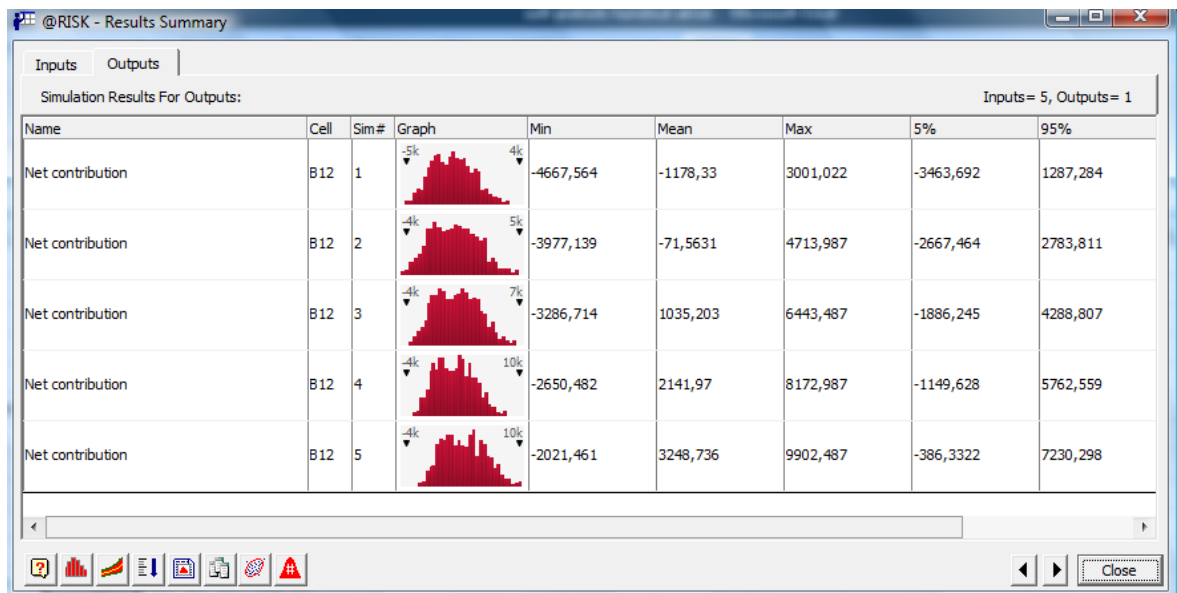 @RISK - Results Summary
Inputs Outputs
Simulation Results For Outputs: Inputs= 5, Outputs= 1
Name Cell Sim# Graph Min Mean Max 5% 95%
-5k 4k
Net contribution B12 1 -4667,564 -1178,33 3001,022 -3463,692 1287,284
-4k 5k
Net contribution B12 2 -3977,139 -71,5631 4713,987 -2667,464 2783,811
-4k 7k
Net contribution B12 3 -3286,714 1035,203 6443,487 -1886,245 4288,807
-4k 10k
Net contribution B12 4 -2650,482 2141,97 8172,987 -1149,628 5762,559
-4k 10k
Net contribution B12 5 -2021,461 3248,736 9902,487 -386,3322 7230,298
Close